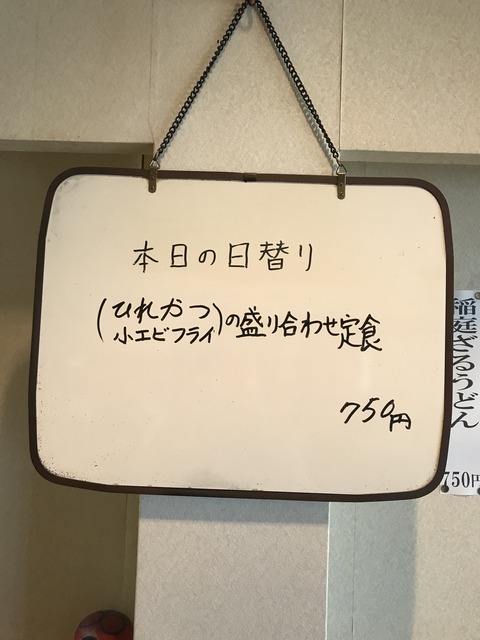 本日の日替り
(ひれかつ
小エビフライ)の盛り合わせ定食
750円
稲庭ざるうどん
750円